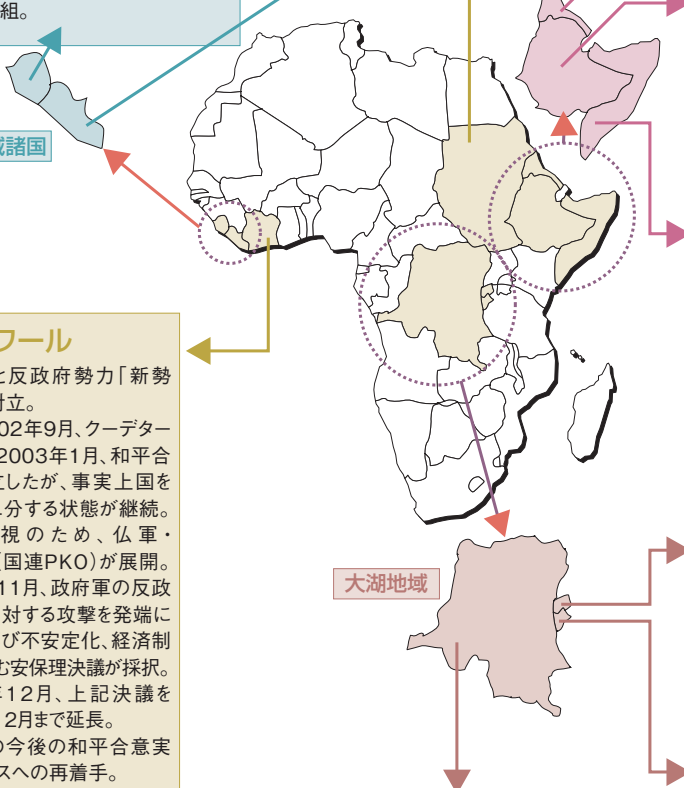 組。
域諸国
ワール
と反政府勢力「新勢
対立。
02年9月、クーデター
2003年1月、和平合
立したが、事実上国を
二分する状態が継続。
視のため、仏軍・
(国連PKO)が展開。
11月、政府軍の反政
対する攻撃を発端に
び不安定化、経済制
む安保理決議が採択。
年12月、上記決議を
12月まで延長。
の今後の和平合意実
スへの再着手。
大湖地域